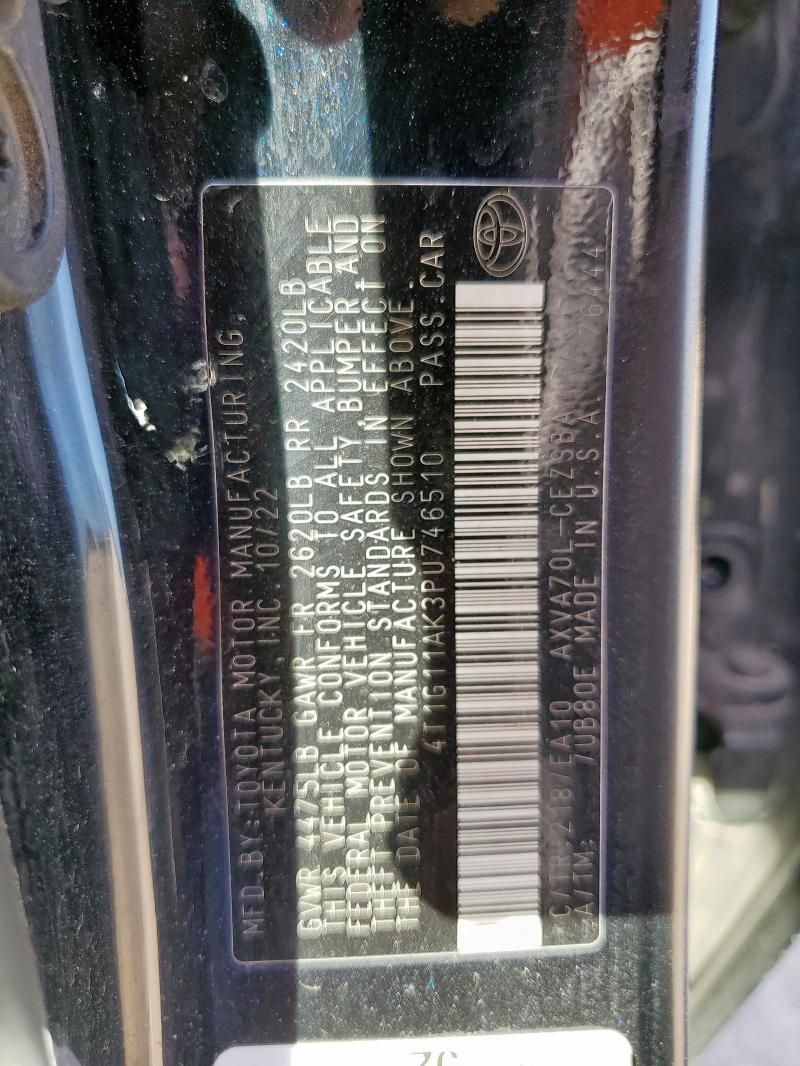 MFD.BY:TOYOTA MOTOR MANUFACTURING,
KENTUCKY,INC.10/22
GVWR 4475LB GAWR FR 2620LB RR 2420LB
THIS VEHICLE CONFORMS TO ALL APPLICABLE
FEDERAL MOTOR VEHICLE SAFETY BUMPER AND
THEFT PREVENTION STANDARDS IN EFFECT ON
THE DATE OF MANUFACTURE SHOWN ABOVE.
4T1G11AK3PU746510 PASS.CAR
C/TR:218/EA10 AXVA70L-CEZSBA 76444
A/TM: /UB80E MADE IN U.S.A.